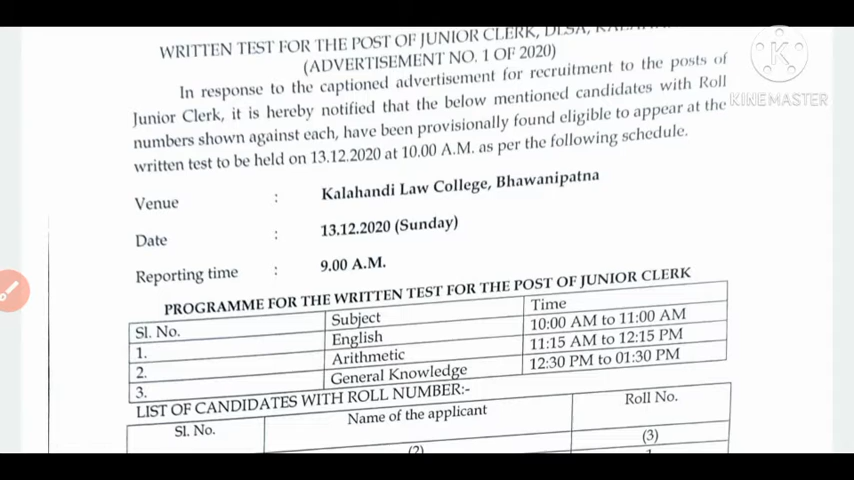 WRITTEN TEST FOR THE POST OF JUNIOR CLERK, DLSA,
(ADVERTISEMENT NO. 1 OF 2020)
In response to the captioned advertisement for recruitment to the posts of
Junior Clerk, it is hereby notified that the below mentioned candidates with Roll
numbers shown against each, have been provisionally found eligible to appear at the
written test to be held on 13.12.2020 at 10.00 A.M. as per the following schedule.
Venue : Kalahandi Law College, Bhawanipatna
Date : 13.12.2020 (Sunday)
Reporting time : 9.00 A.M.
PROGRAMME FOR THE WRITTEN TEST FOR THE POST OF JUNIOR CLERK
Sl. No. Subject Time
1. English 10:00 AM to 11:00 AM
2. Arithmetic 11:15 AM to 12:15 PM
3. General Knowledge 12:30 PM to 01:30 PM
LIST OF CANDIDATES WITH ROLL NUMBER:-
Sl. No. Name of the applicant Roll No.
(2) (3)
1
KINEMASTER